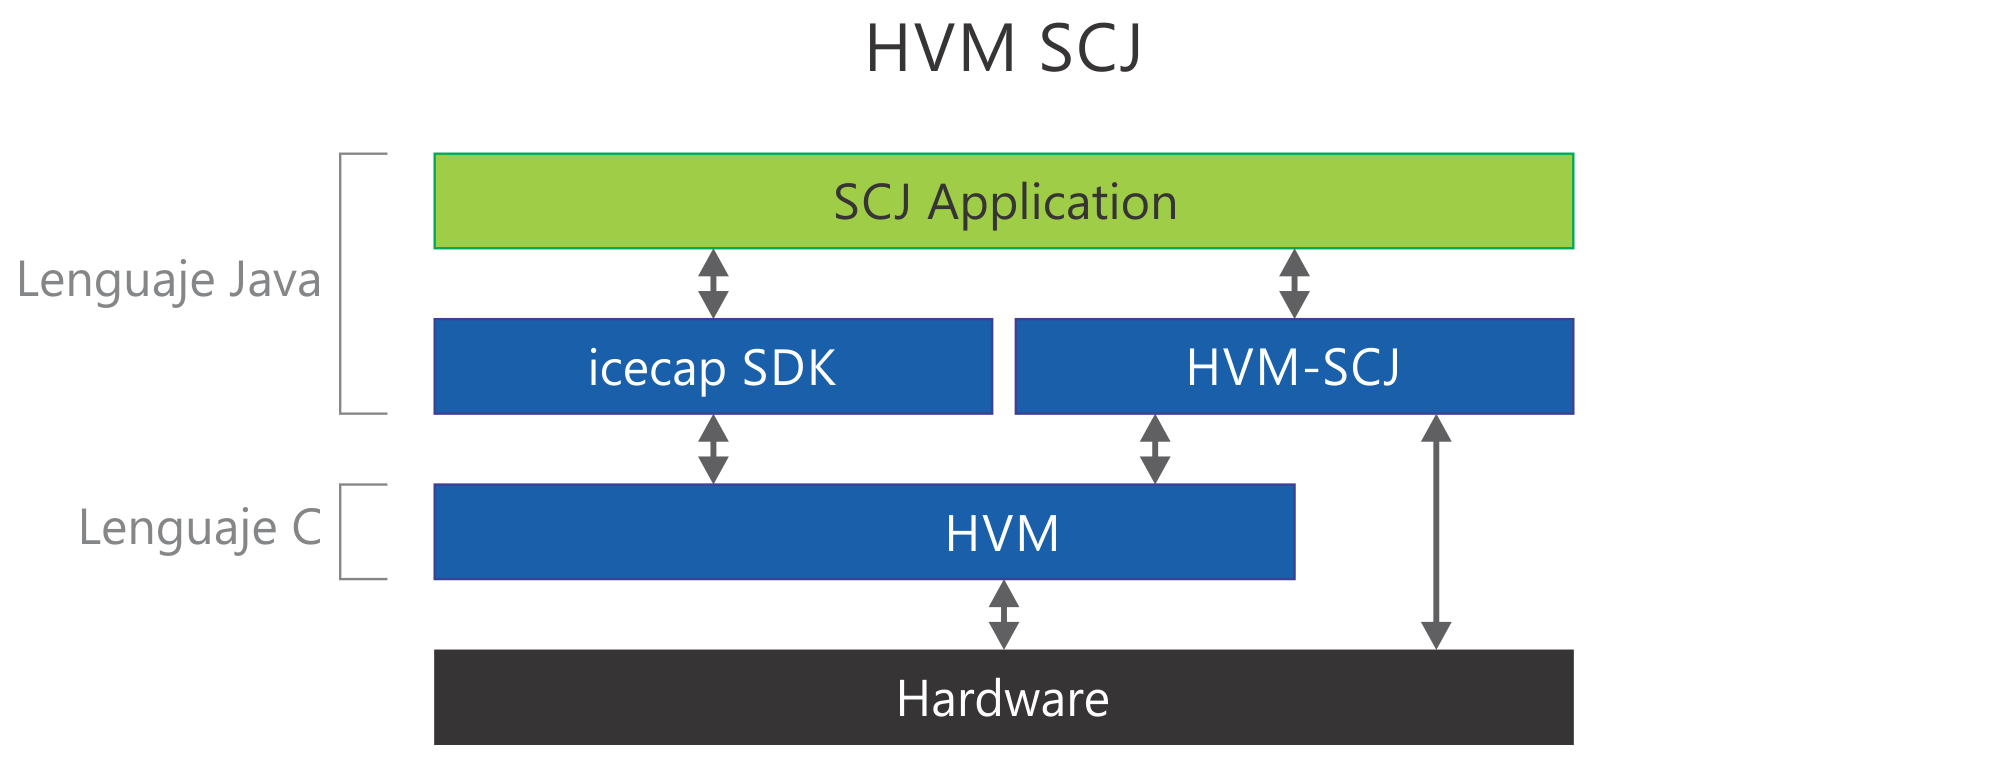 HVM SCJ
SCJ Application
Lenguaje Java
icecap SDK
HVM-SCJ
Lenguaje C
HVM
Hardware